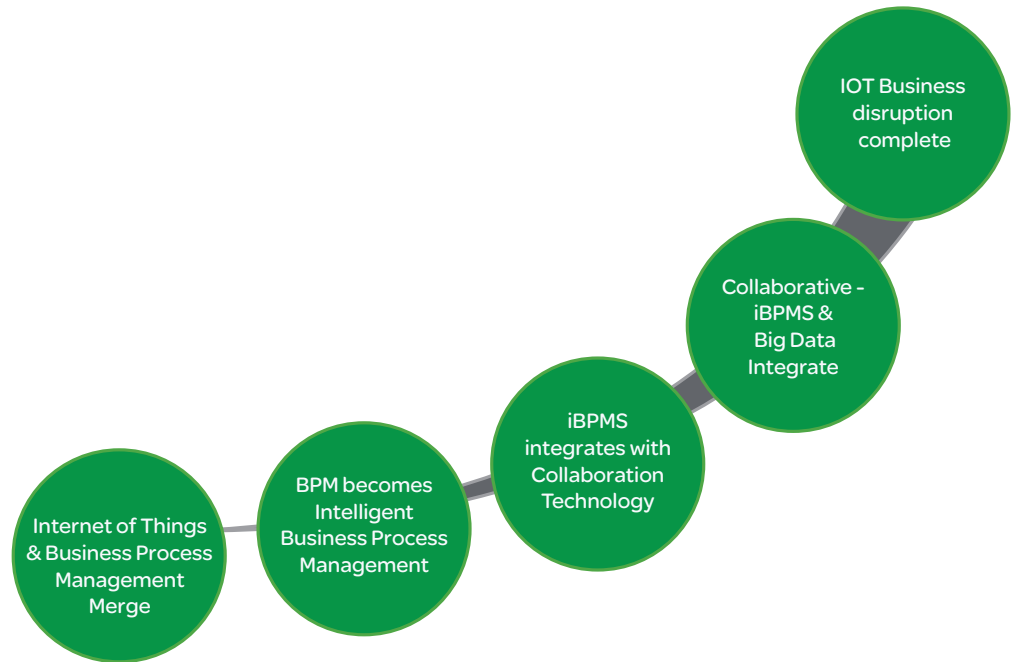 Internet of Things
& Business Process
Management
Merge
BPM becomes
Intelligent
Business Process
Management
iBPMS
integrates with
Collaboration
Technology
Collaborative -
iBPMS &
Big Data
Integrate
IOT Business
disruption
complete